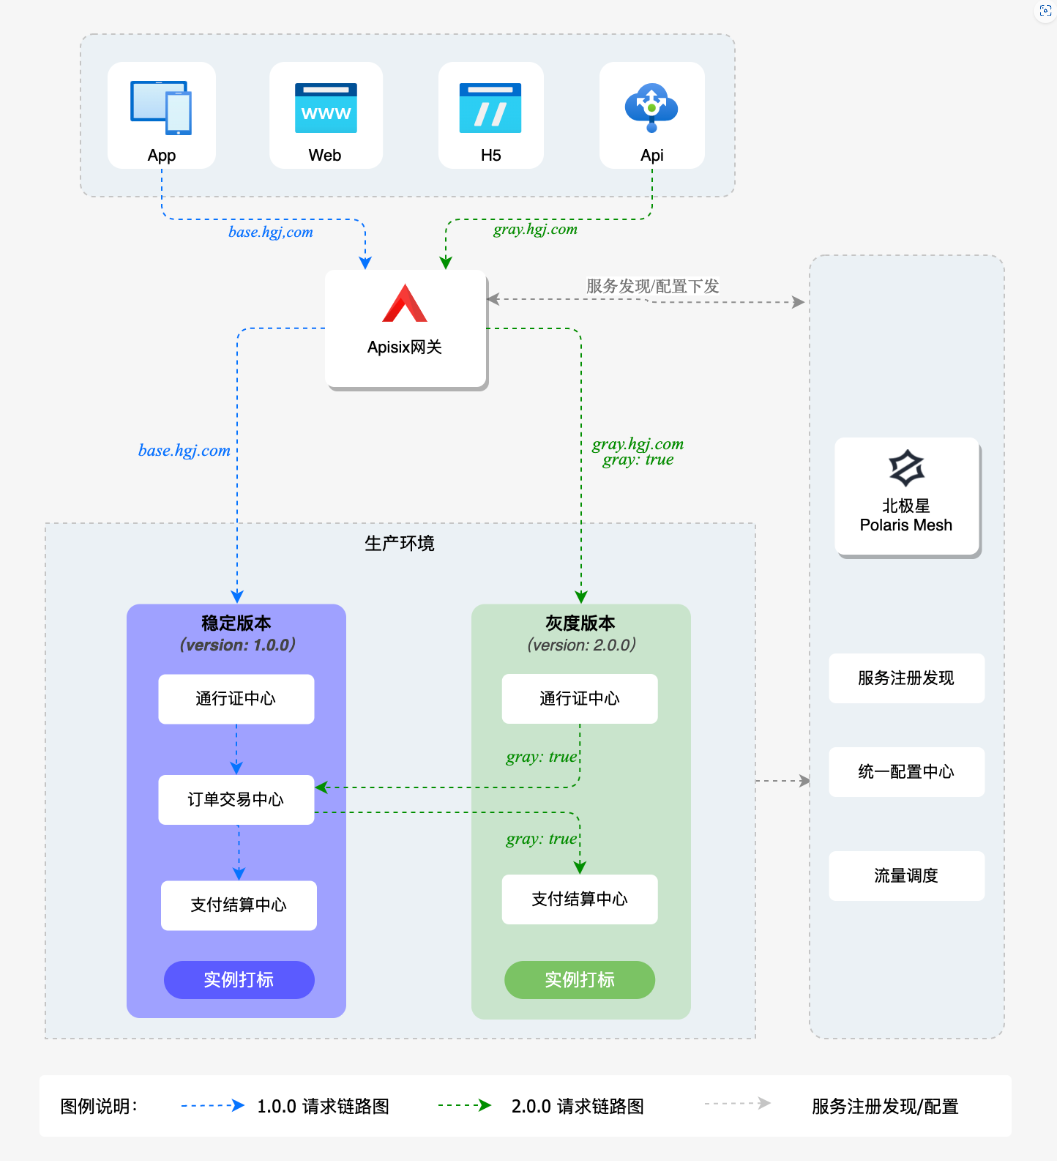 App
Web
WWW
H5
Api
base.hgj,com
gray.hgj.com
服务发现/配置下发
Apisix网关
base.hgj.com
gray.hgj.com
gray: true
北极星
Polaris Mesh
生产环境
稳定版本
(version: 1.0.0)
灰度版本
(version: 2.0.0)
通行证中心
通行证中心
服务注册发现
gray: true
统一配置中心
订单交易中心
gray: true
流量调度
支付结算中心
支付结算中心
实例打标
实例打标
图例说明:
1.0.0 请求链路图
2.0.0 请求链路图
服务注册发现/配置